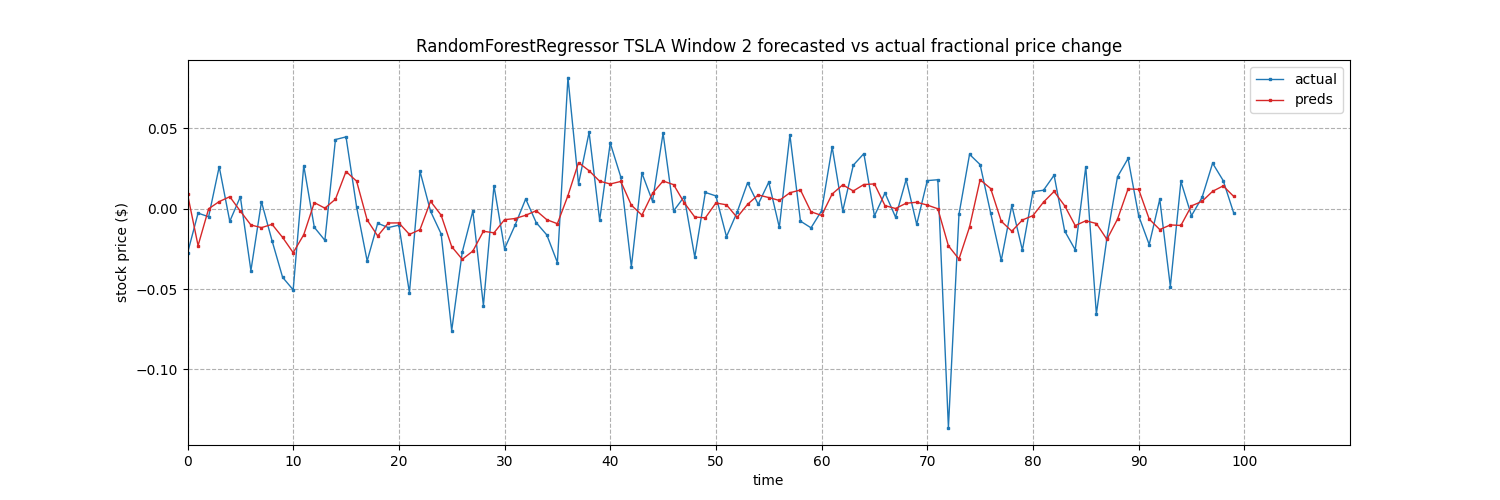 RandomForestRegressor TSLA Window 2 forecasted vs actual fractional price change
actual
preds
stock price ($)
0.05
0.00
−0.05
−0.10
0 10 20 30 40 50 60 70 80 90 100
time